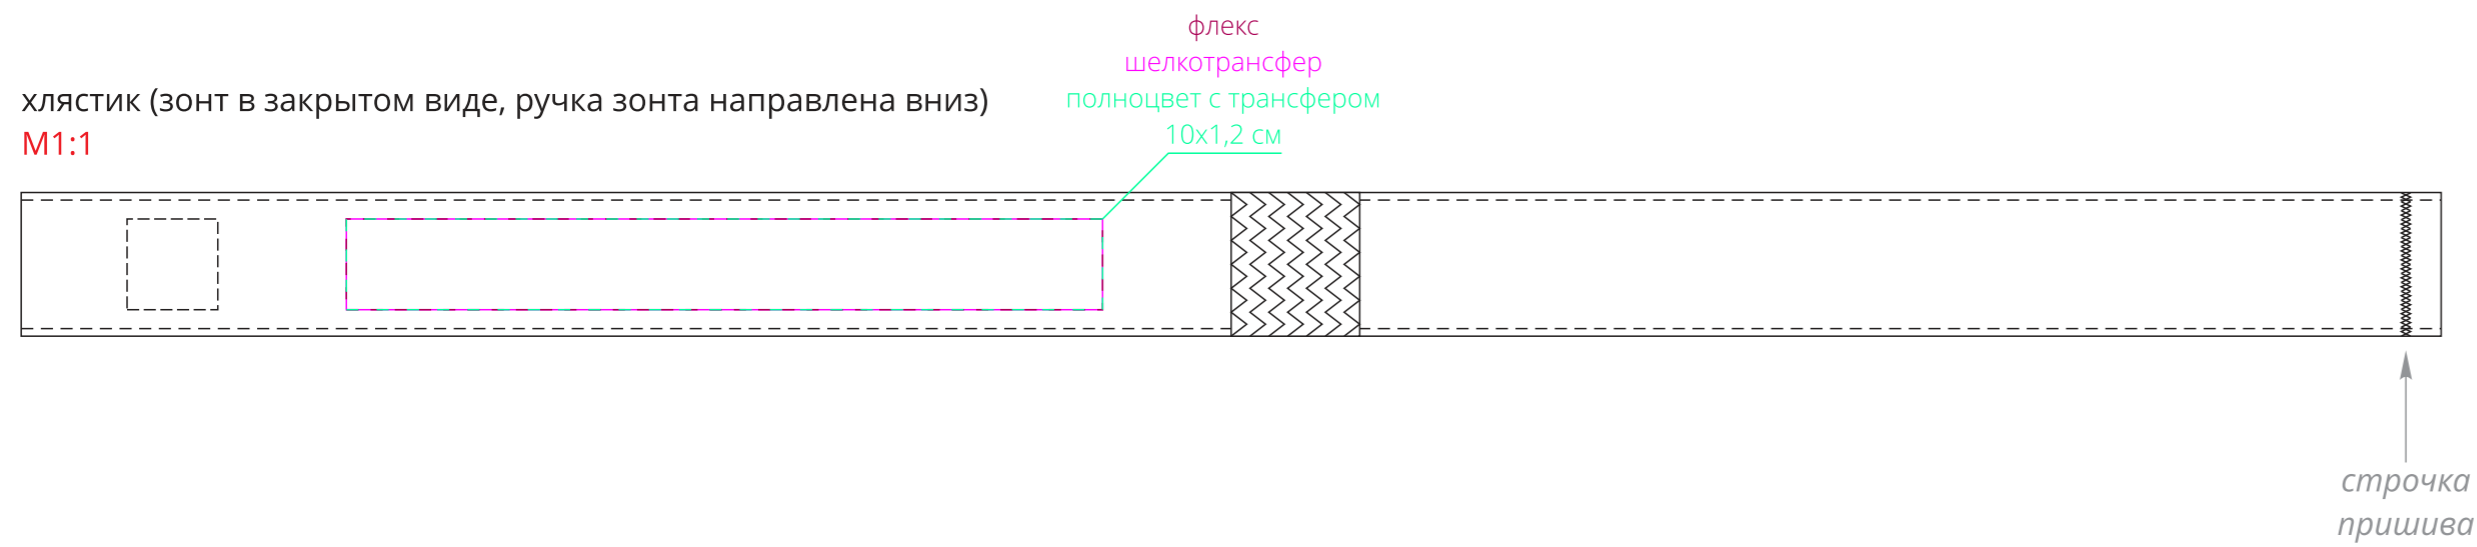 флекс
шелкотрансфер
полноцвет с трансфером
10х1,2 см
хлястик (зонт в закрытом виде, ручка зонта направлена вниз)
М1:1
строчка
пришива